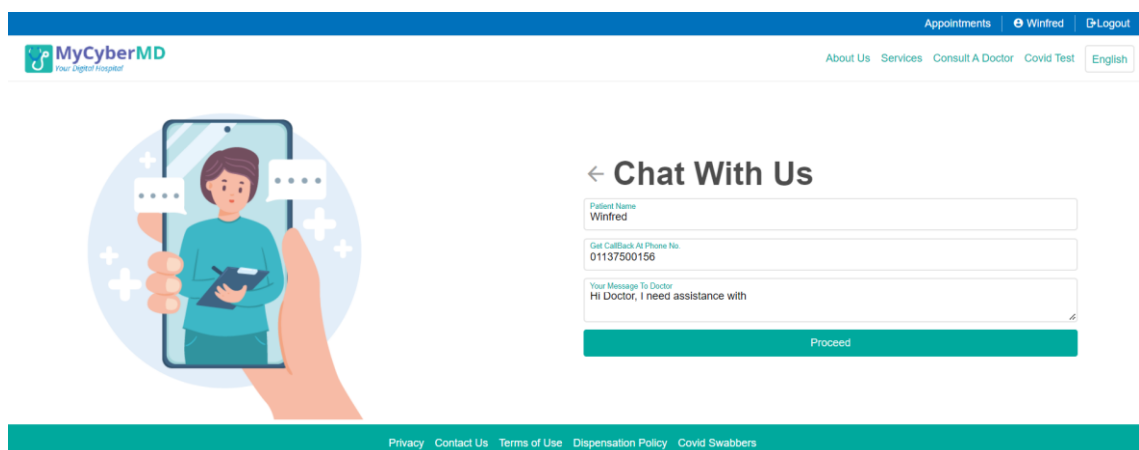 Appointments Winfred Logout
MyCyberMD
Your Digital Hospital
About Us Services Consult A Doctor Covid Test English
Chat With Us
Patient Name
Winfred
Get CallBack At Phone No.
01137500156
Your Message To Doctor
Hi Doctor, I need assistance with
Proceed
Privacy Contact Us Terms of Use Dispensation Policy Covid Swabbers